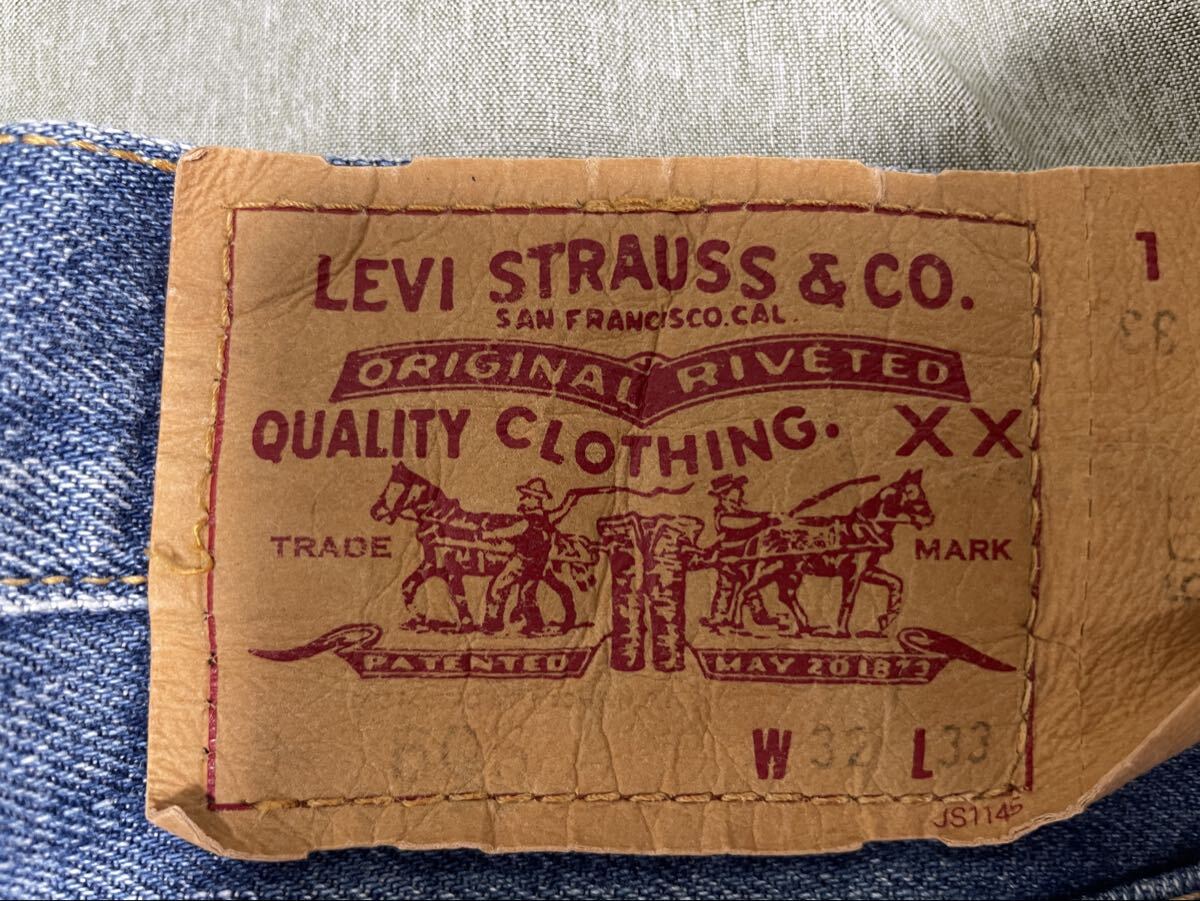 LEVI STRAUSS & CO.
SAN FRANCISCO. CAL.
ORIGINAL RIVETED
QUALITY CLOTHING. XX
TRADE MARK
PATENTED MAY 20 1873
W 32 L 33
JS1145
1